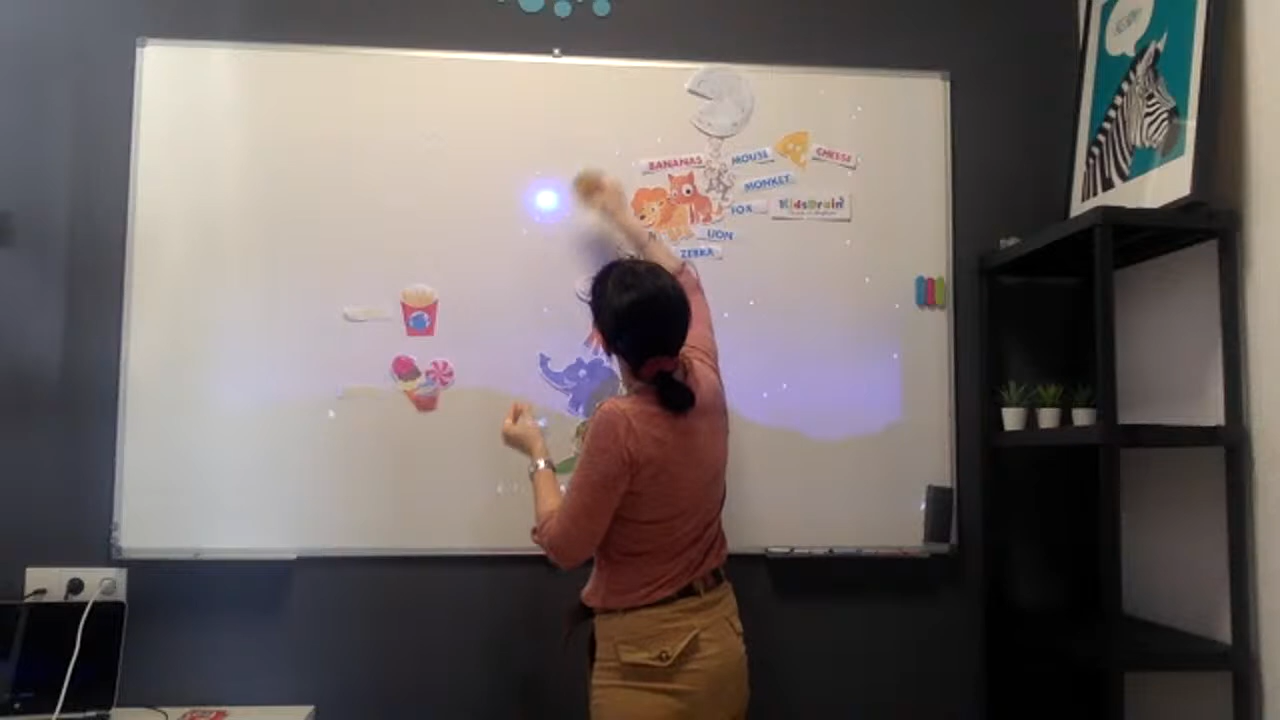 BANANAS
MOUSE
CHEESE
MONKEY
FOX
KidsBrain
LION
ZEBRA